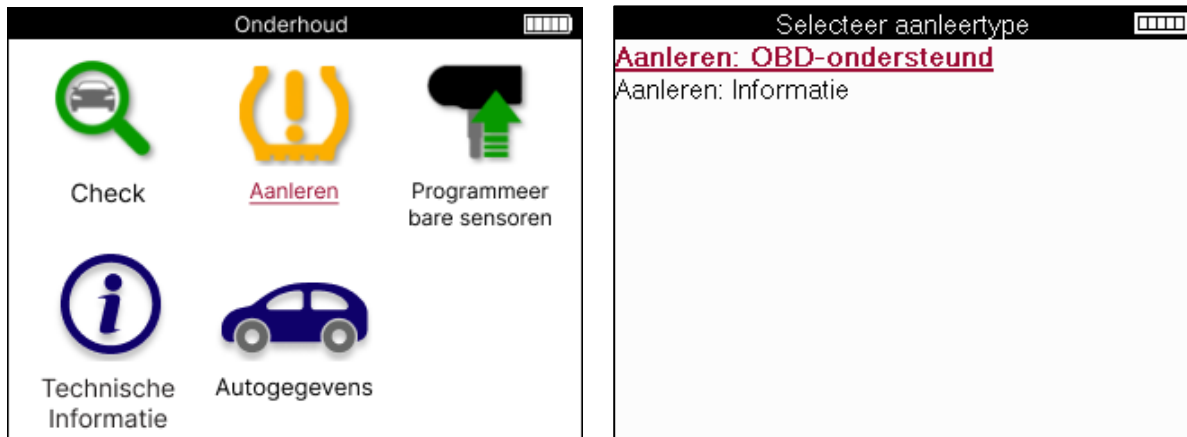 Onderhoud
Check
Aanleren
Programmeer
bare sensoren
Technische
Informatie
Autogegevens
Selecteer aanleertype
Aanleren: OBD-ondersteund
Aanleren: Informatie